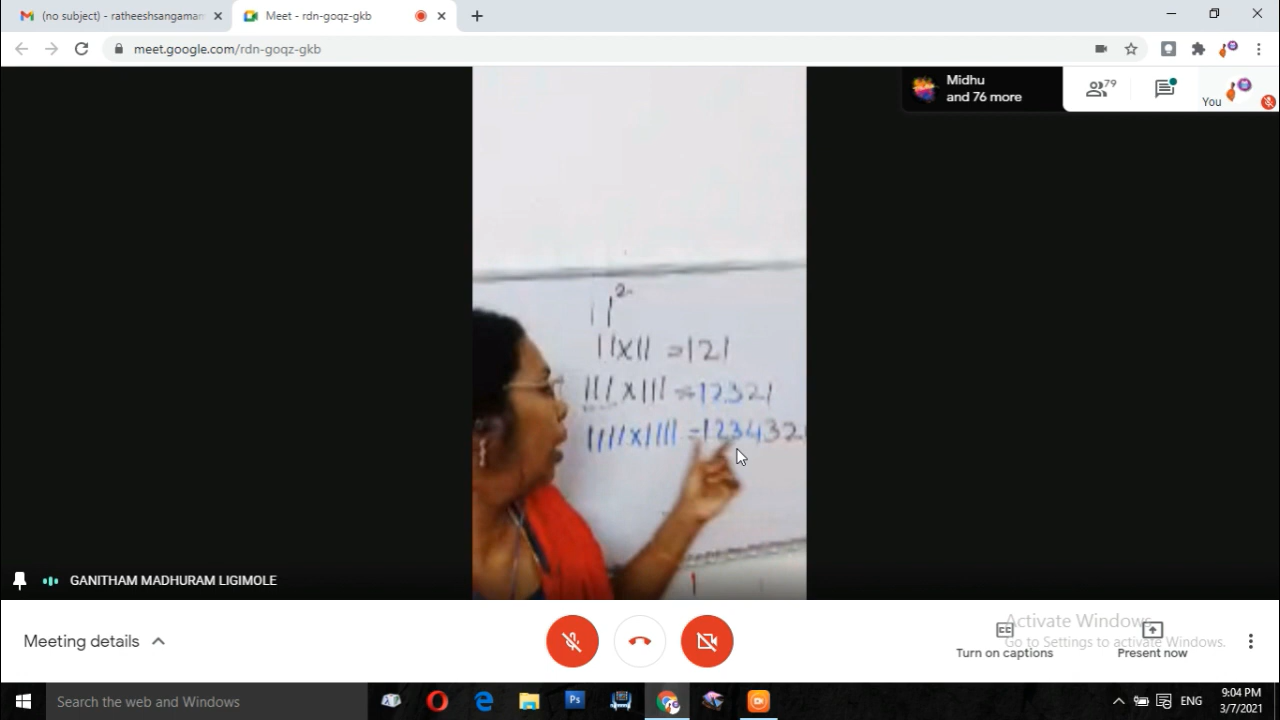 (no subject) - ratheeshsangaman
Meet - rdn-goqz-gkb
meet.google.com/rdn-goqz-gkb
Midhu
and 76 more
79
You
11²
11x11 =121
111x111 =12321
1111x1111 =123432
GANITHAM MADHURAM LIGIMOLE
Meeting details
Activate Windows
Go to Settings to activate Windows.
CC
Turn on captions
Present now
Search the web and Windows
Ps
ENG
9:04 PM
3/7/2021